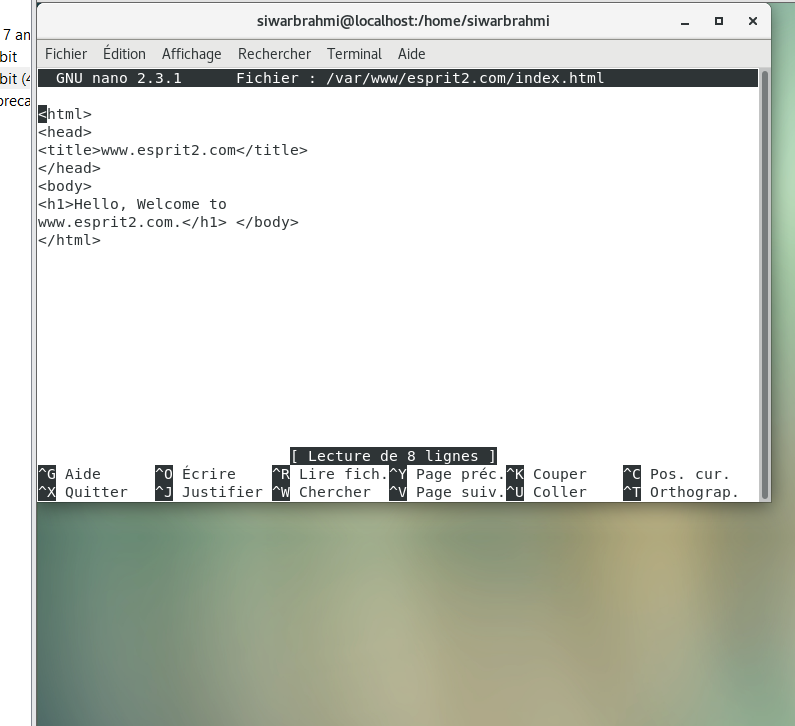 siwarbrahmi@localhost:/home/siwarbrahmi
Fichier Édition Affichage Rechercher Terminal Aide
GNU nano 2.3.1 Fichier : /var/www/esprit2.com/index.html
<html>
<head>
<title>www.esprit2.com</title>
</head>
<body>
<h1>Hello, Welcome to
www.esprit2.com.</h1> </body>
</html>
[ Lecture de 8 lignes ]
^G Aide ^O Écrire ^R Lire fich. ^Y Page préc. ^K Couper ^C Pos. cur.
^X Quitter ^J Justifier ^W Chercher ^V Page suiv. ^U Coller ^T Orthograp.
7 an
bit
bit (4
preca